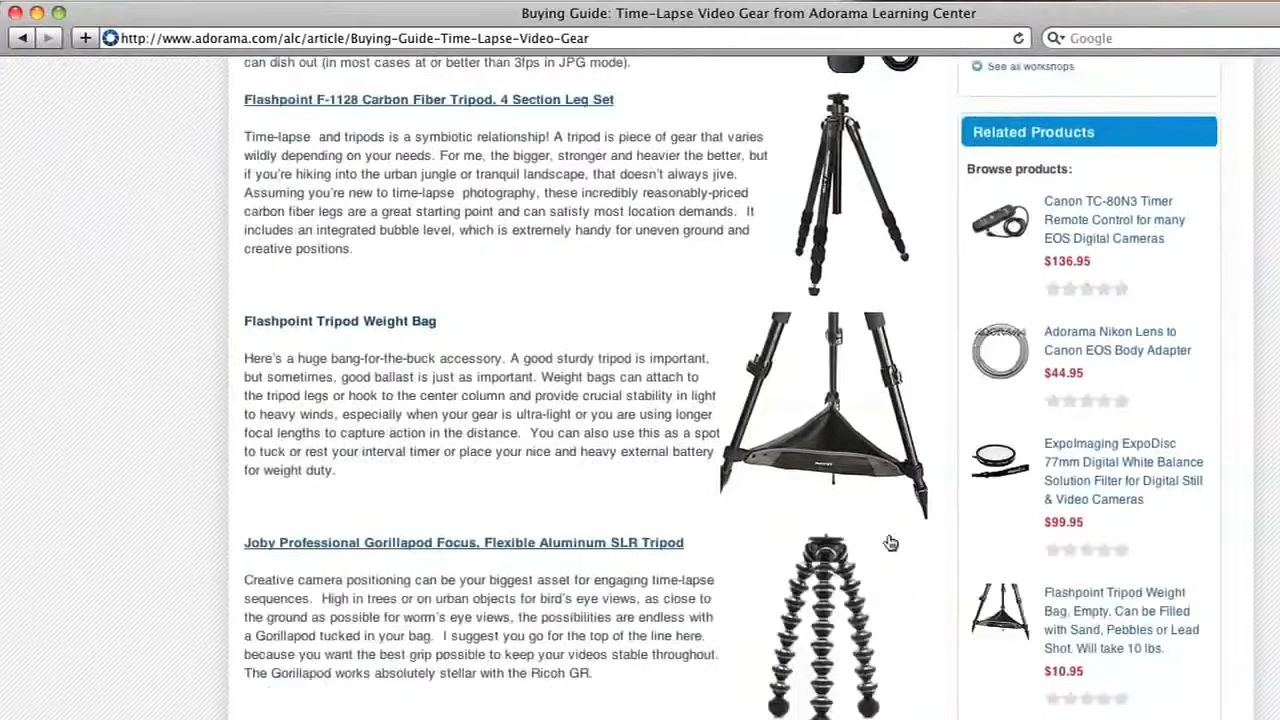 Buying Guide: Time-Lapse Video Gear from Adorama Learning Center
http://www.adorama.com/alc/article/Buying-Guide-Time-Lapse-Video-Gear
Google
can dish out (in most cases at or better than 3fps in JPG mode).
Flashpoint F-1128 Carbon Fiber Tripod, 4 Section Leg Set
Time-lapse and tripods is a symbiotic relationship! A tripod is piece of gear that varies
wildly depending on your needs. For me, the bigger, stronger and heavier the better, but
if you're hiking into the urban jungle or tranquil landscape, that doesn't always jive.
Assuming you're new to time-lapse photography, these incredibly reasonably-priced
carbon fiber legs are a great starting point and can satisfy most location demands. It
includes an integrated bubble level, which is extremely handy for uneven ground and
creative positions.
Flashpoint Tripod Weight Bag
Here's a huge bang-for-the-buck accessory. A good sturdy tripod is important,
but sometimes, good ballast is just as important. Weight bags can attach to
the tripod legs or hook to the center column and provide crucial stability in light
to heavy winds, especially when your gear is ultra-light or you are using longer
focal lengths to capture action in the distance. You can also use this as a spot
to tuck or rest your interval timer or place your nice and heavy external battery
for weight duty.
Joby Professional Gorillapod Focus, Flexible Aluminum SLR Tripod
Creative camera positioning can be your biggest asset for engaging time-lapse
sequences. High in trees or on urban objects for bird's eye views, as close to
the ground as possible for worm's eye views, the possibilities are endless with
a Gorillapod tucked in your bag. I suggest you go for the top of the line here,
because you want the best grip possible to keep your videos stable throughout.
The Gorillapod works absolutely stellar with the Ricoh GR.
See all workshops
Related Products
Browse products:
Canon TC-80N3 Timer
Remote Control for many
EOS Digital Cameras
$136.95
Adorama Nikon Lens to
Canon EOS Body Adapter
$44.95
ExpoImaging ExpoDisc
77mm Digital White Balance
Solution Filter for Digital Still
& Video Cameras
$99.95
Flashpoint Tripod Weight
Bag, Empty, Can be Filled
with Sand, Pebbles or Lead
Shot. Will take 10 lbs.
$10.95